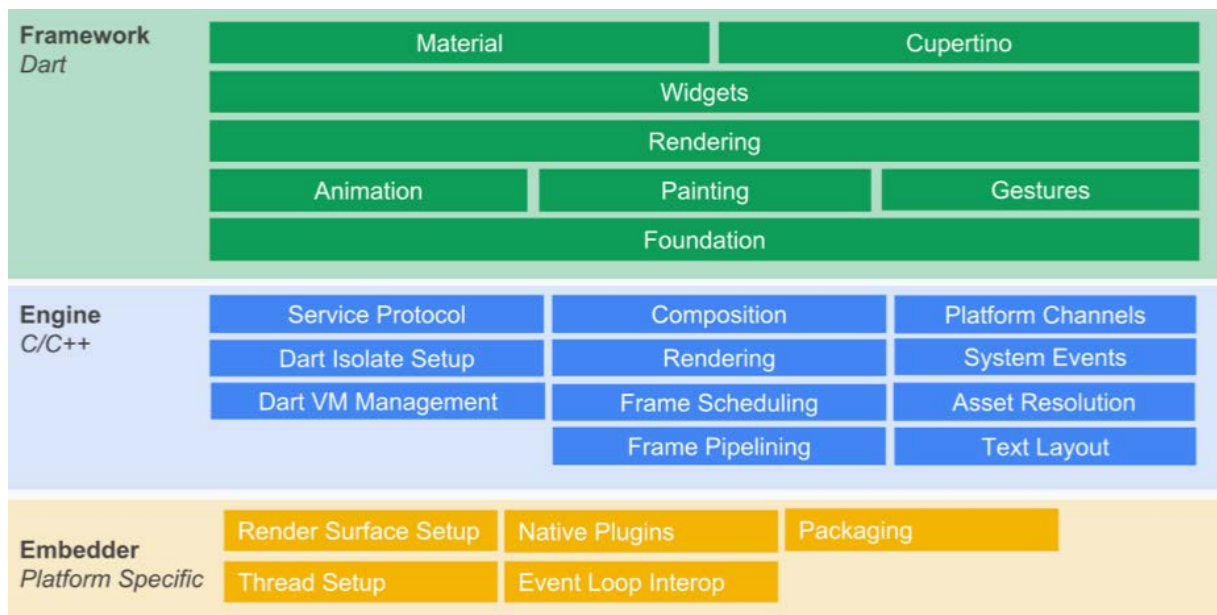 Framework
Dart
Material
Cupertino
Widgets
Rendering
Animation
Painting
Gestures
Foundation
Engine
C/C++
Service Protocol
Composition
Platform Channels
Dart Isolate Setup
Rendering
System Events
Dart VM Management
Frame Scheduling
Asset Resolution
Frame Pipelining
Text Layout
Embedder
Platform Specific
Render Surface Setup
Native Plugins
Packaging
Thread Setup
Event Loop Interop